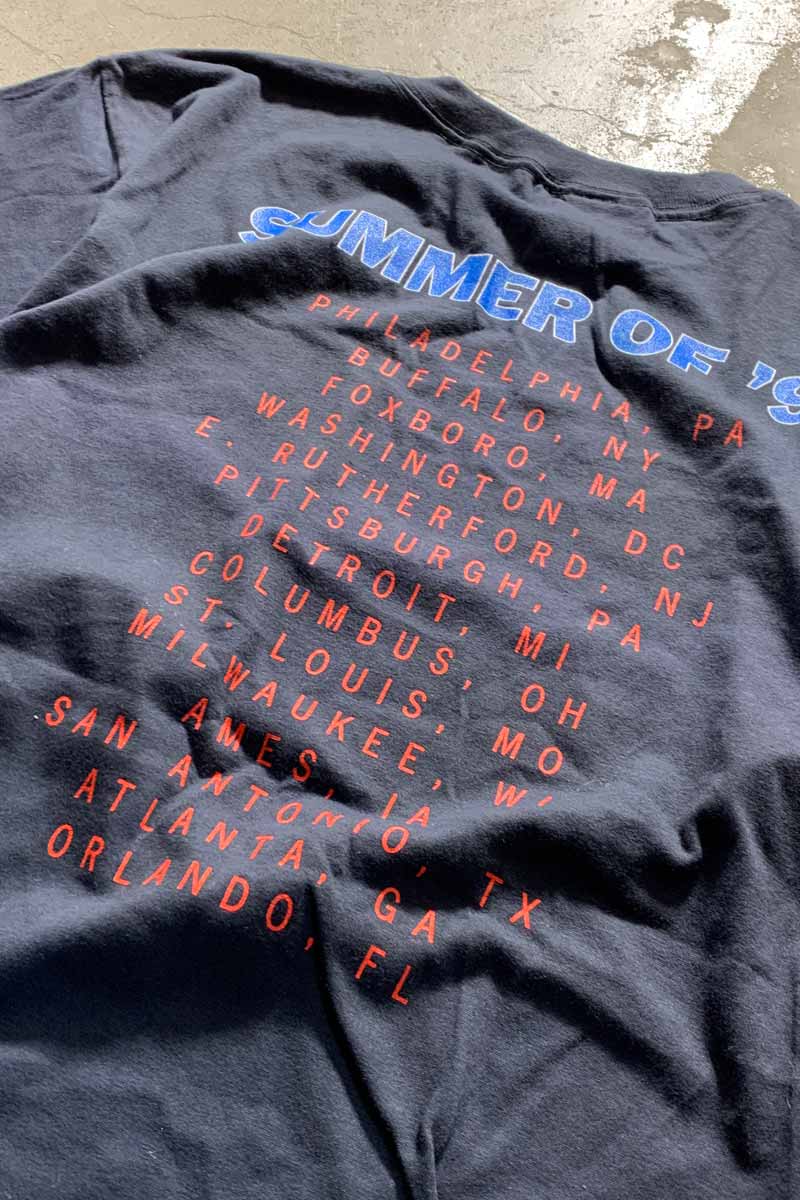 SUMMER OF '9
PHILADELPHIA, PA
BUFFALO, NY
FOXBORO, MA
WASHINGTON, DC
E. RUTHERFORD, NJ
PITTSBURGH, PA
DETROIT, MI
COLUMBUS, OH
ST. LOUIS, MO
MILWAUKEE, WI
AMES, IA
SAN ANTONIO, TX
ATLANTA, GA
ORLANDO, FL